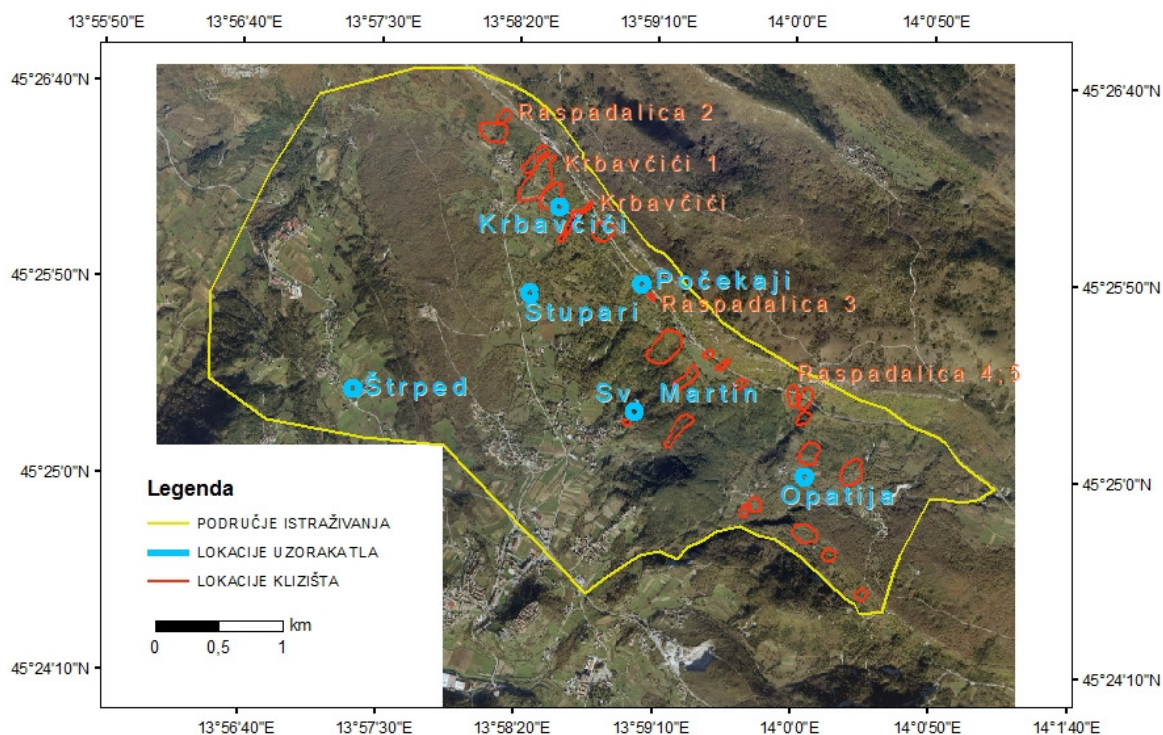 13°55'50"E 13°56'40"E 13°57'30"E 13°58'20"E 13°59'10"E 14°0'0"E 14°0'50"E
45°26'40"N 45°26'40"N
Raspadalica 2
Krbavčići 1
Krbavčići
Krbavčići
45°25'50"N 45°25'50"N
Počekaji
Raspadalica 3
Stupari
Raspadalica 4,5
Štrped
Sv. Martin
45°25'0"N 45°25'0"N
Opatija
Legenda
PODRUČJE ISTRAŽIVANJA
LOKACIJE UZORAKA TLA
LOKACIJE KLIZIŠTA
km
0 0,5 1
45°24'10"N 45°24'10"N
13°56'40"E 13°57'30"E 13°58'20"E 13°59'10"E 14°0'0"E 14°0'50"E 14°1'40"E